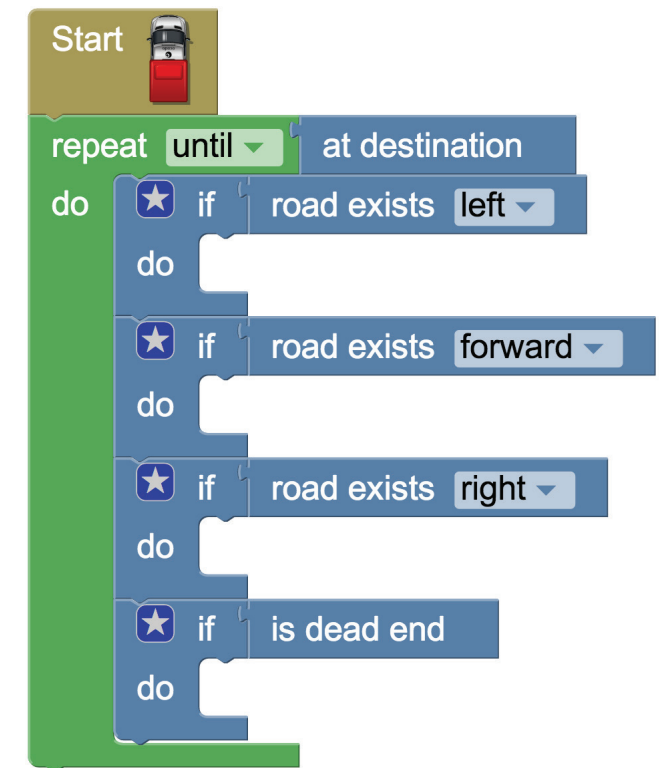 Start
repeat until at destination
do if road exists left
do
if road exists forward
do
if road exists right
do
if is dead end
do